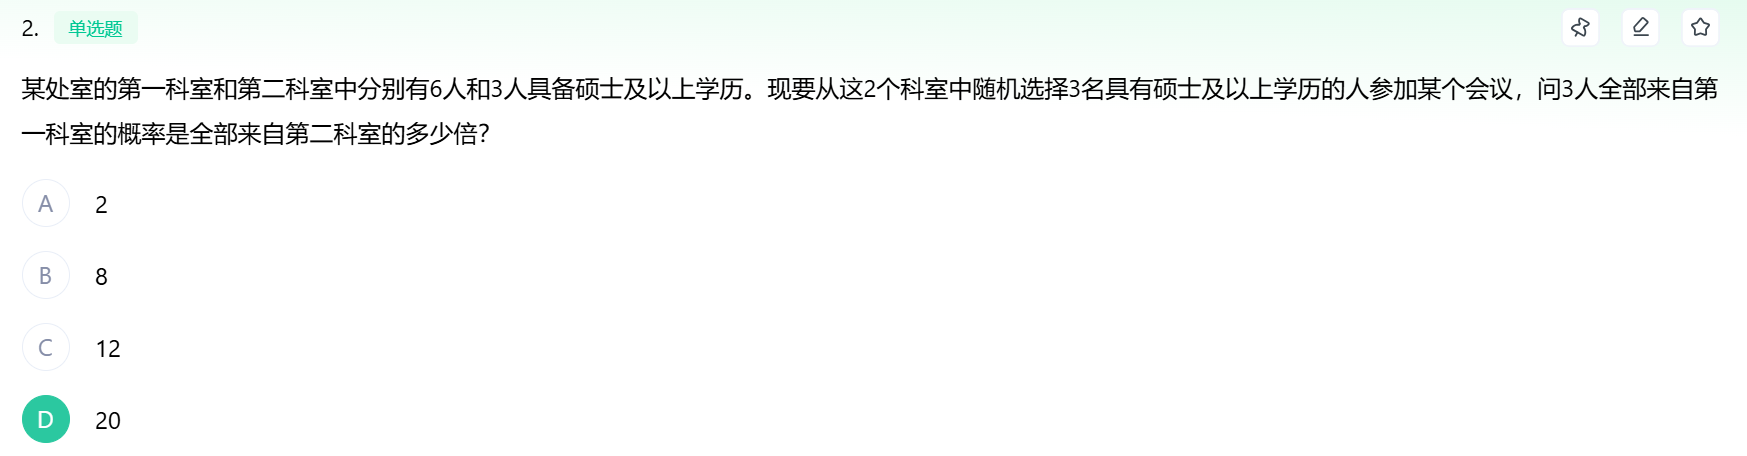 2. 单选题
某处室的第一科室和第二科室中分别有6人和3人具备硕士及以上学历。现要从这2个科室中随机选择3名具有硕士及以上学历的人参加某个会议，问3人全部来自第
一科室的概率是全部来自第二科室的多少倍？
A 2
B 8
C 12
D 20